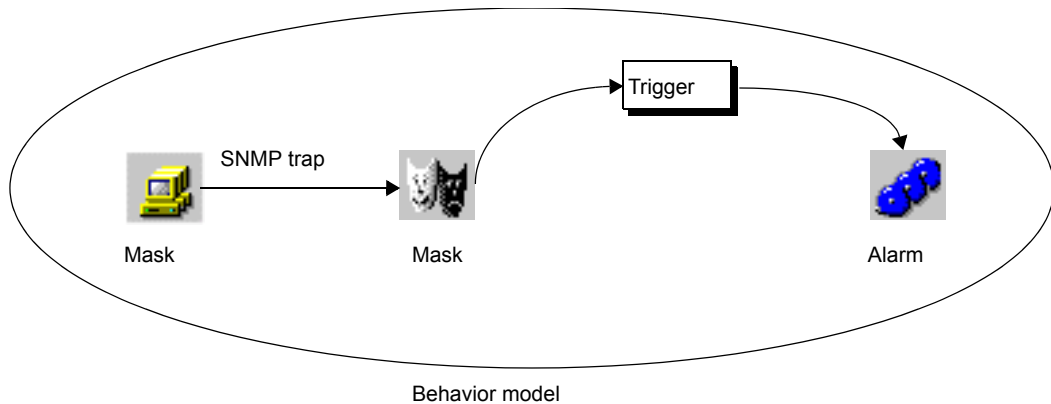 Trigger
SNMP trap
Mask
Mask
Alarm
Behavior model